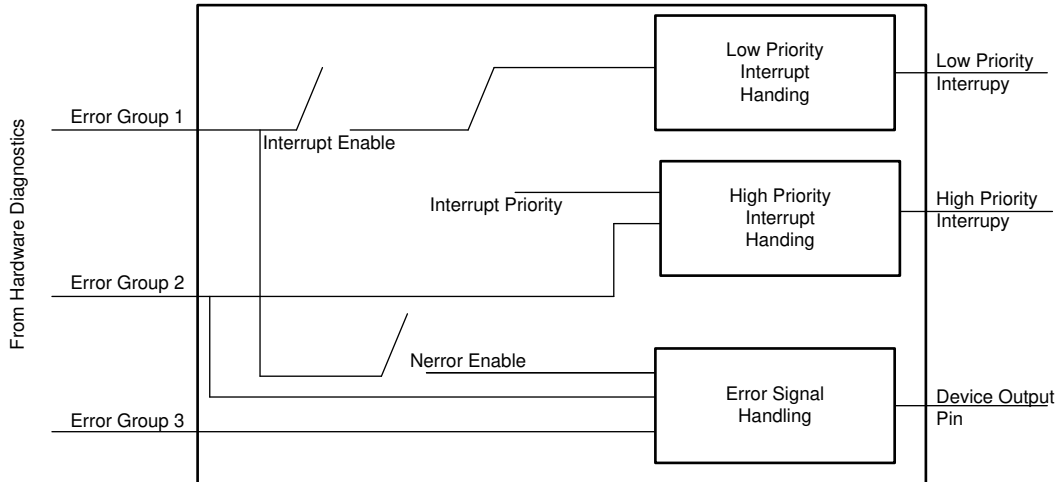 From Hardware Diagnostics
Error Group 1
Interrupt Enable
Low Priority
Interrupt
Handing
Low Priority
Interrupy
Interrupt Priority
High Priority
Interrupt
Handing
High Priority
Interrupy
Error Group 2
Nerror Enable
Error Signal
Handling
Device Output
Pin
Error Group 3